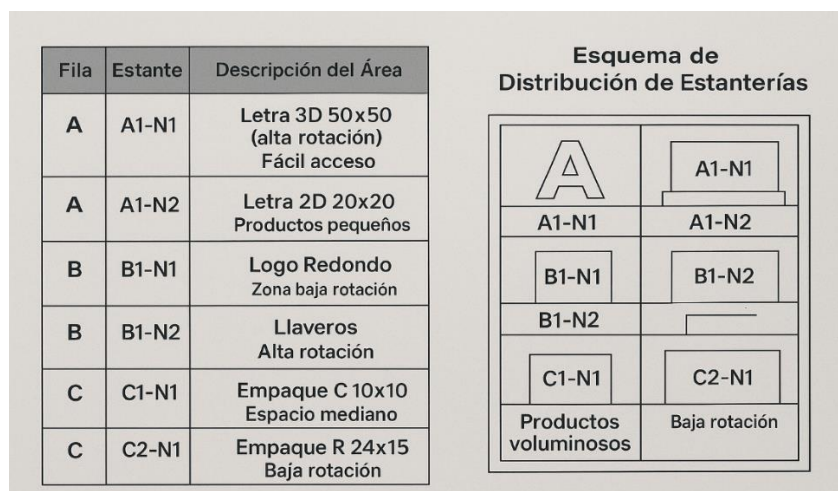 Fila Estante Descripción del Área
A A1-N1 Letra 3D 50x50
(alta rotación)
Fácil acceso
A A1-N2 Letra 2D 20x20
Productos pequeños
B B1-N1 Logo Redondo
Zona baja rotación
B B1-N2 Llaveros
Alta rotación
C C1-N1 Empaque C 10x10
Espacio mediano
C C2-N1 Empaque R 24x15
Baja rotación
Esquema de
Distribución de Estanterías
A A1-N1
A1-N1 A1-N2
B1-N1 B1-N2
B1-N2
C1-N1 C2-N1
Productos
voluminosos
Baja rotación